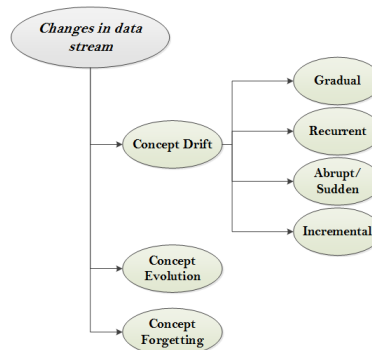 Changes in data
stream
Gradual
Recurrent
Concept Drift
Abrupt/
Sudden
Incremental
Concept
Evolution
Concept
Forgetting